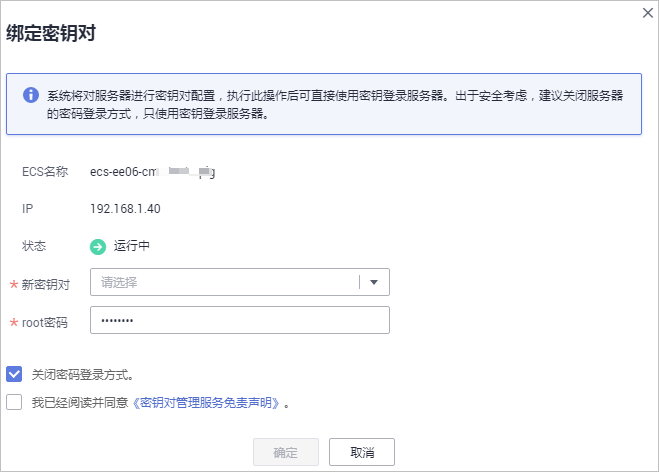 绑定密钥对
系统将对服务器进行密钥对配置，执行此操作后可直接使用密钥登录服务器。出于安全考虑，建议关闭服务器
的密码登录方式，只使用密钥登录服务器。
ECS名称 ecs-ee06-cm
IP 192.168.1.40
状态 运行中
* 新密钥对 请选择
* root密码 ••••••••
关闭密码登录方式。
我已经阅读并同意《密钥对管理服务免责声明》。
确定 取消